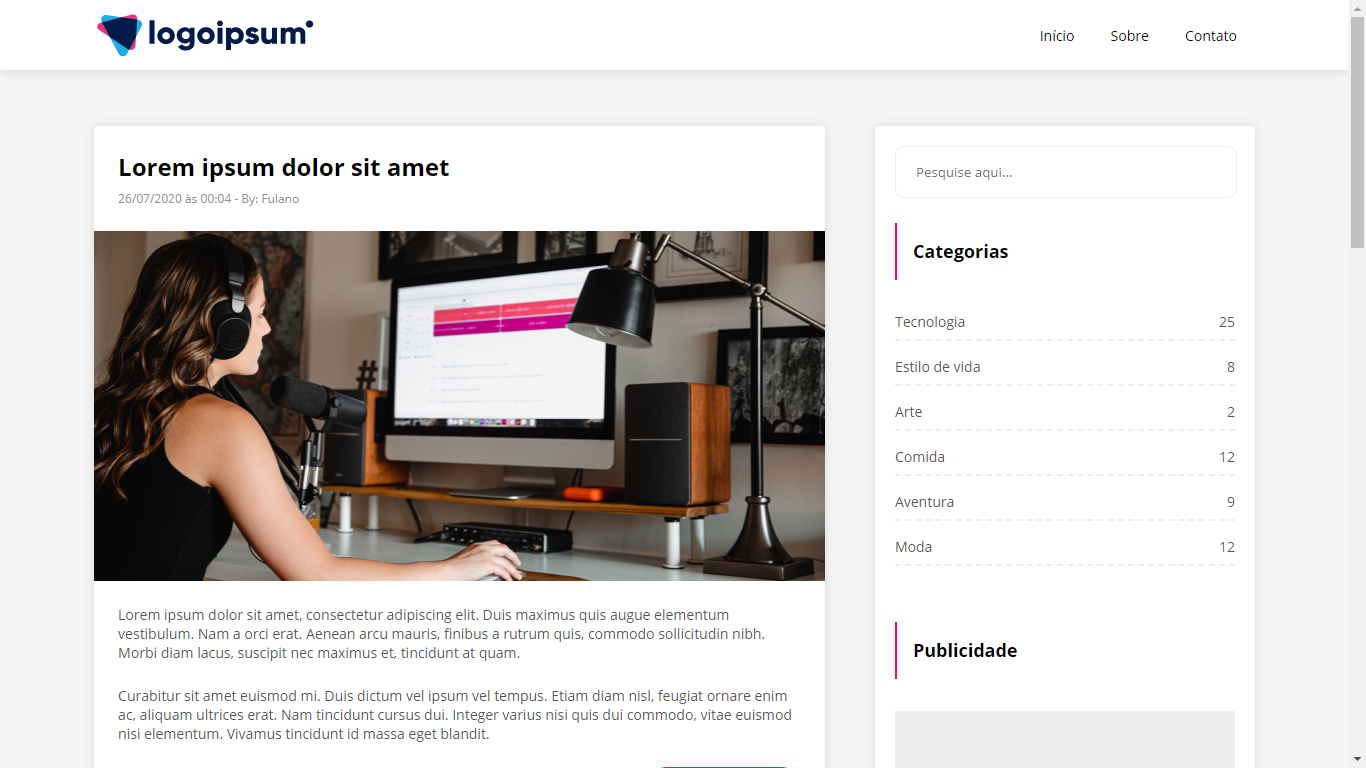 logoipsum
Início
Sobre
Contato
Lorem ipsum dolor sit amet
26/07/2020 às 00:04 - By: Fulano
Lorem ipsum dolor sit amet, consectetur adipiscing elit. Duis maximus quis augue elementum
vestibulum. Nam a orci erat. Aenean arcu mauris, finibus a rutrum quis, commodo sollicitudin nibh.
Morbi diam lacus, suscipit nec maximus et, tincidunt at quam.
Curabitur sit amet euismod mi. Duis dictum vel ipsum vel tempus. Etiam diam nisl, feugiat ornare enim
ac, aliquam ultrices erat. Nam tincidunt cursus dui. Integer varius nisi quis dui commodo, vitae euismod
nisi elementum. Vivamus tincidunt id massa eget blandit.
Pesquise aqui...
Categorias
Tecnologia 25
Estilo de vida 8
Arte 2
Comida 12
Aventura 9
Moda 12
Publicidade